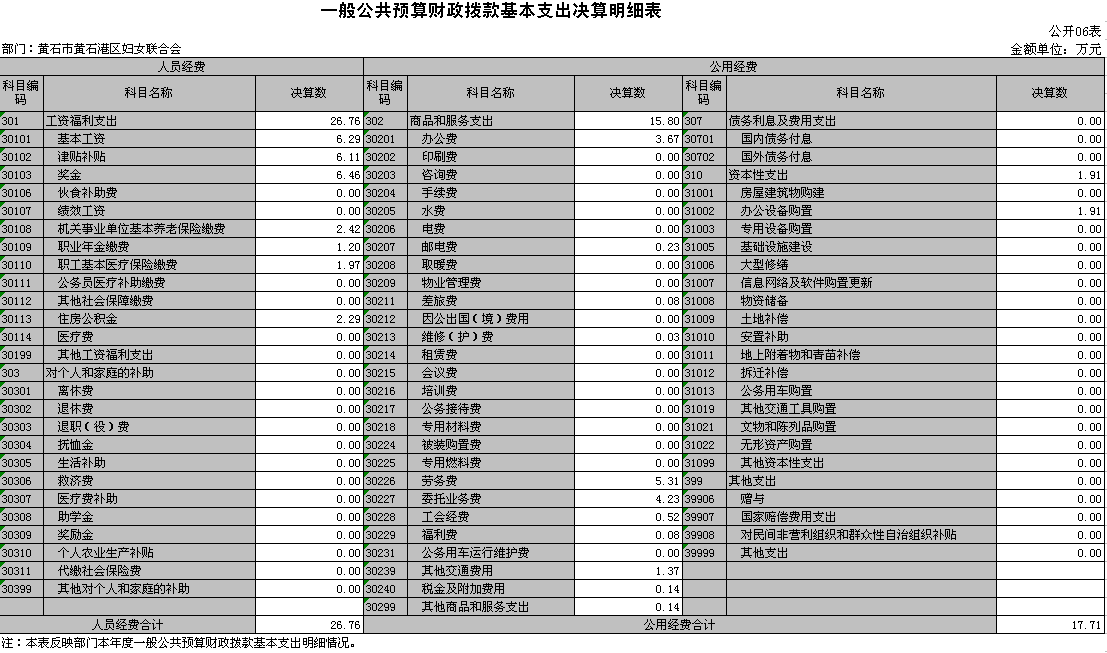 一般公共预算财政拨款基本支出决算明细表
公开06表
部门：黄石市黄石港区妇女联合会 金额单位：万元
人员经费 公用经费
科目编码 科目名称 决算数 科目编码 科目名称 决算数 科目编码 科目名称 决算数
301 工资福利支出 26.76 302 商品和服务支出 15.80 307 债务利息及费用支出 0.00
30101 基本工资 6.29 30201 办公费 3.67 30701 国内债务付息 0.00
30102 津贴补贴 6.11 30202 印刷费 0.00 30702 国外债务付息 0.00
30103 奖金 6.46 30203 咨询费 0.00 310 资本性支出 1.91
30106 伙食补助费 0.00 30204 手续费 0.00 31001 房屋建筑物购建 0.00
30107 绩效工资 0.00 30205 水费 0.00 31002 办公设备购置 1.91
30108 机关事业单位基本养老保险缴费 2.42 30206 电费 0.00 31003 专用设备购置 0.00
30109 职业年金缴费 1.20 30207 邮电费 0.23 31005 基础设施建设 0.00
30110 职工基本医疗保险缴费 1.97 30208 取暖费 0.00 31006 大型修缮 0.00
30111 公务员医疗补助缴费 0.00 30209 物业管理费 0.00 31007 信息网络及软件购置更新 0.00
30112 其他社会保障缴费 0.00 30211 差旅费 0.08 31008 物资储备 0.00
30113 住房公积金 2.29 30212 因公出国（境）费用 0.00 31009 土地补偿 0.00
30114 医疗费 0.00 30213 维修（护）费 0.03 31010 安置补助 0.00
30199 其他工资福利支出 0.00 30214 租赁费 0.00 31011 地上附着物和青苗补偿 0.00
303 对个人和家庭的补助 0.00 30215 会议费 0.00 31012 拆迁补偿 0.00
30301 离休费 0.00 30216 培训费 0.00 31013 公务用车购置 0.00
30302 退休费 0.00 30217 公务接待费 0.00 31019 其他交通工具购置 0.00
30303 退职（役）费 0.00 30218 专用材料费 0.00 31021 文物和陈列品购置 0.00
30304 抚恤金 0.00 30224 被装购置费 0.00 31022 无形资产购置 0.00
30305 生活补助 0.00 30225 专用燃料费 0.00 31099 其他资本性支出 0.00
30306 救济费 0.00 30226 劳务费 5.31 399 其他支出 0.00
30307 医疗费补助 0.00 30227 委托业务费 4.23 39906 赠与 0.00
30308 助学金 0.00 30228 工会经费 0.52 39907 国家赔偿费用支出 0.00
30309 奖励金 0.00 30229 福利费 0.08 39908 对民间非营利组织和群众性自治组织补贴 0.00
30310 个人农业生产补贴 0.00 30231 公务用车运行维护费 0.00 39999 其他支出 0.00
30311 代缴社会保险费 0.00 30239 其他交通费用 1.37
30399 其他对个人和家庭的补助 0.00 30240 税金及附加费用 0.14
30299 其他商品和服务支出 0.14
人员经费合计 26.76 公用经费合计 17.71
注：本表反映部门本年度一般公共预算财政拨款基本支出明细情况。